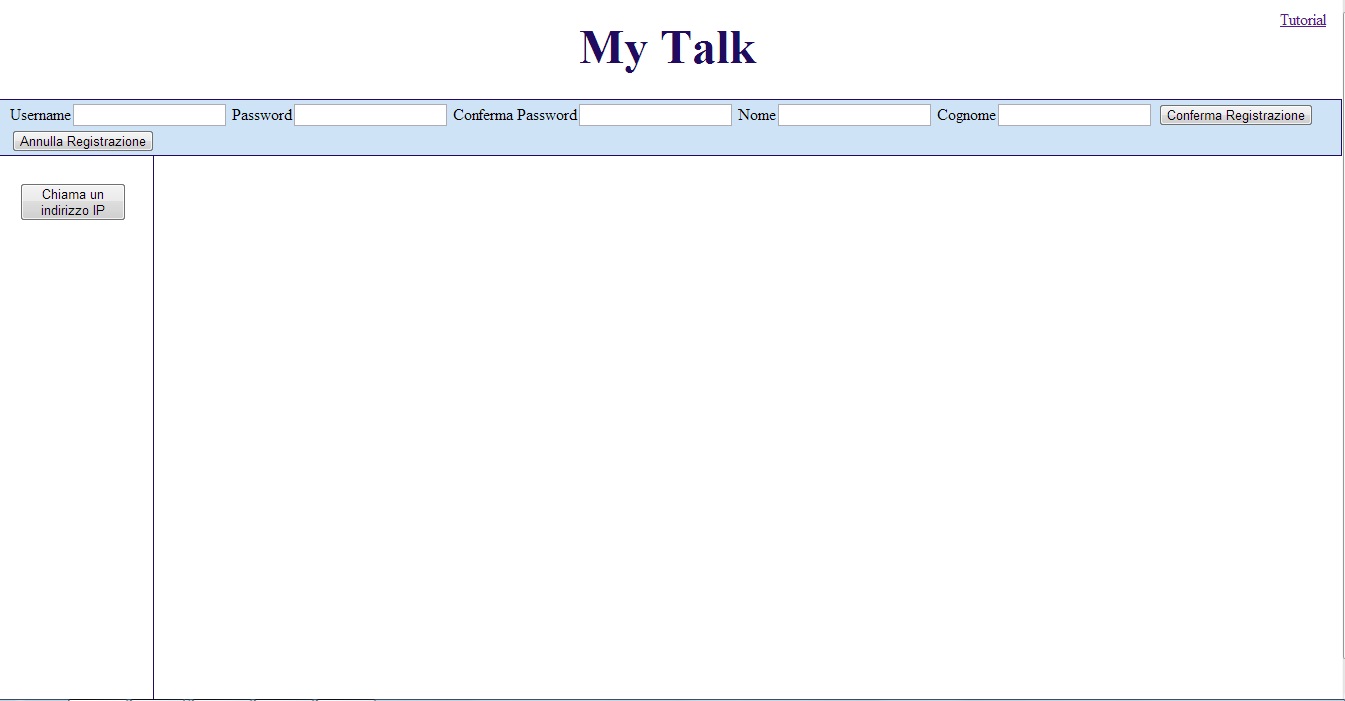 Tutorial
My Talk
Username Password Conferma Password Nome Cognome Conferma Registrazione
Annulla Registrazione
Chiama un
indirizzo IP